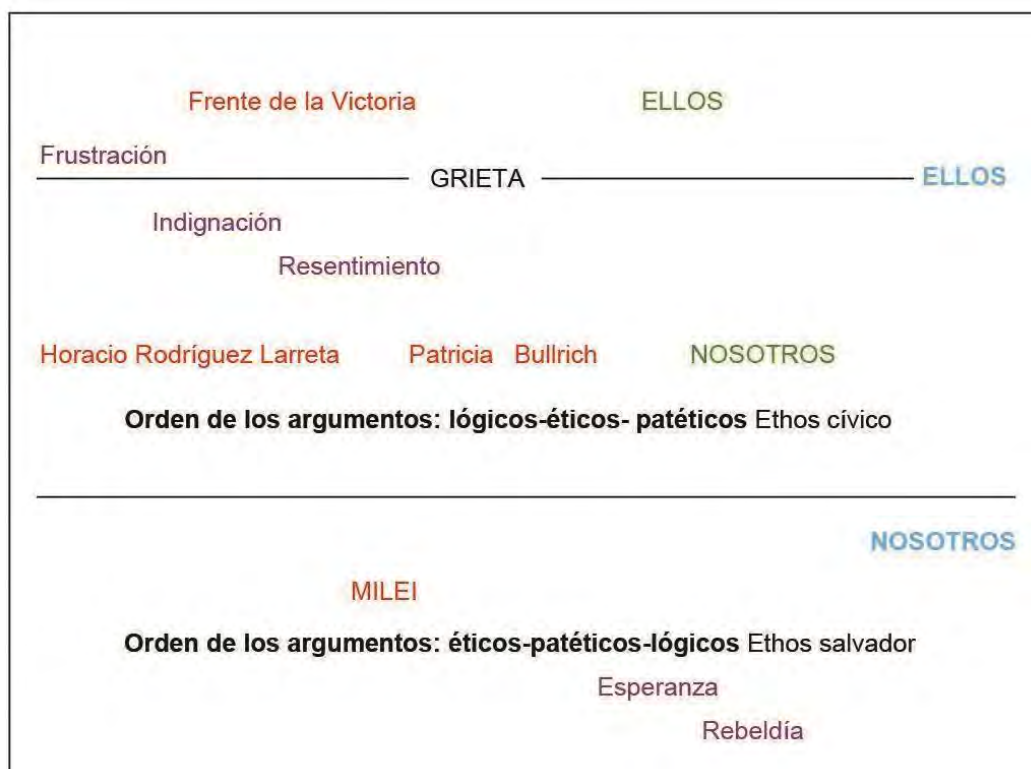 Frente de la Victoria ELLOS
Frustración
GRIETA ELLOS
Indignación
Resentimiento
Horacio Rodríguez Larreta Patricia Bullrich NOSOTROS
Orden de los argumentos: lógicos-éticos- patéticos Ethos cívico
NOSOTROS
MILEI
Orden de los argumentos: éticos-patéticos-lógicos Ethos salvador
Esperanza
Rebeldía